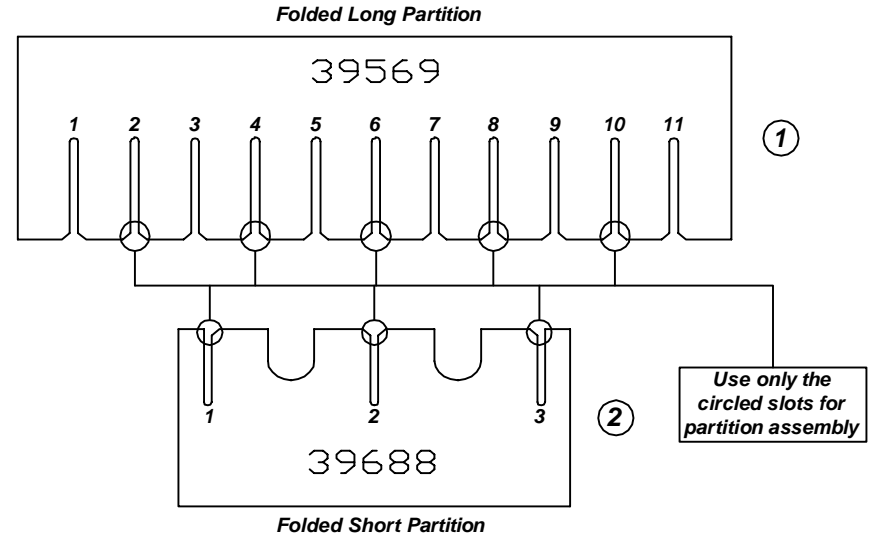 Folded Long Partition
39569
1 2 3 4 5 6 7 8 9 10 11
1
1 2 3
2
Use only the
circled slots for
partition assembly
39688
Folded Short Partition